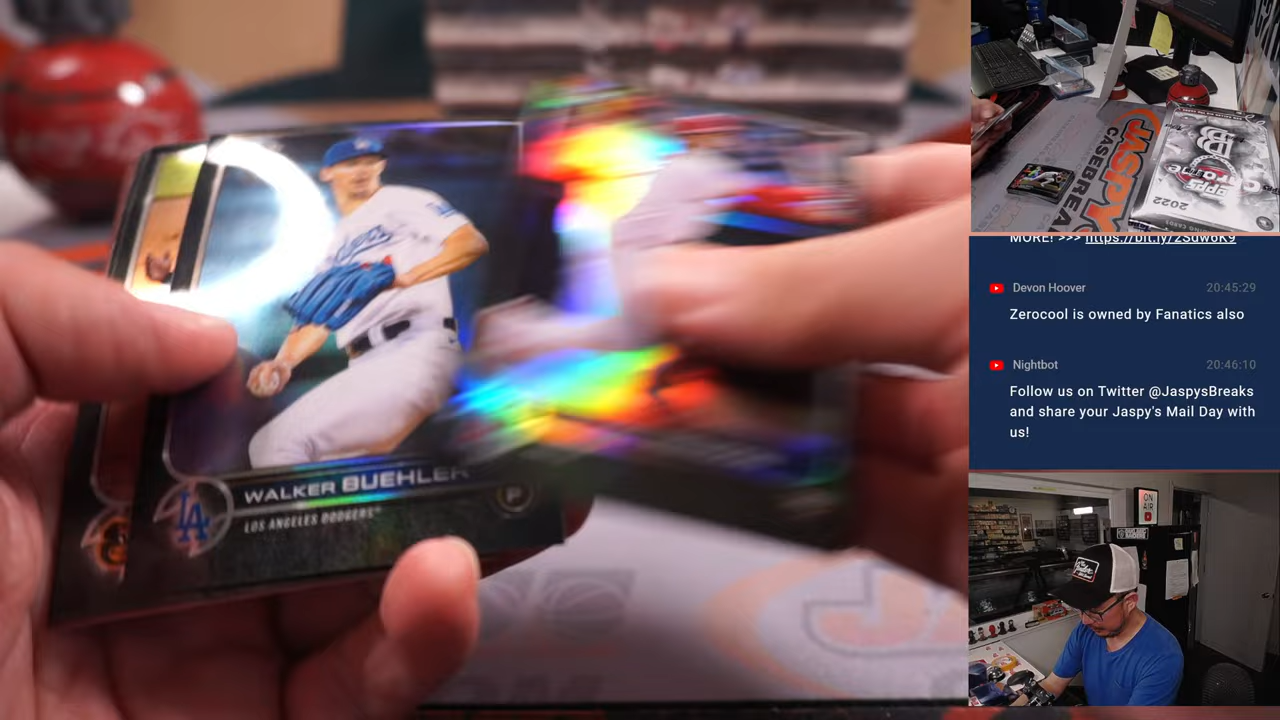 WALKER BUEHLER
LOS ANGELES DODGERS
P
LA
JASPY
CASEBREA
2022
MORE! >>> https://bit.ly/2Sdw6K9
Devon Hoover 20:45:29
Zerocool is owned by Fanatics also
Nightbot 20:46:10
Follow us on Twitter @JaspysBreaks
and share your Jaspy's Mail Day with
us!
ON
AIR